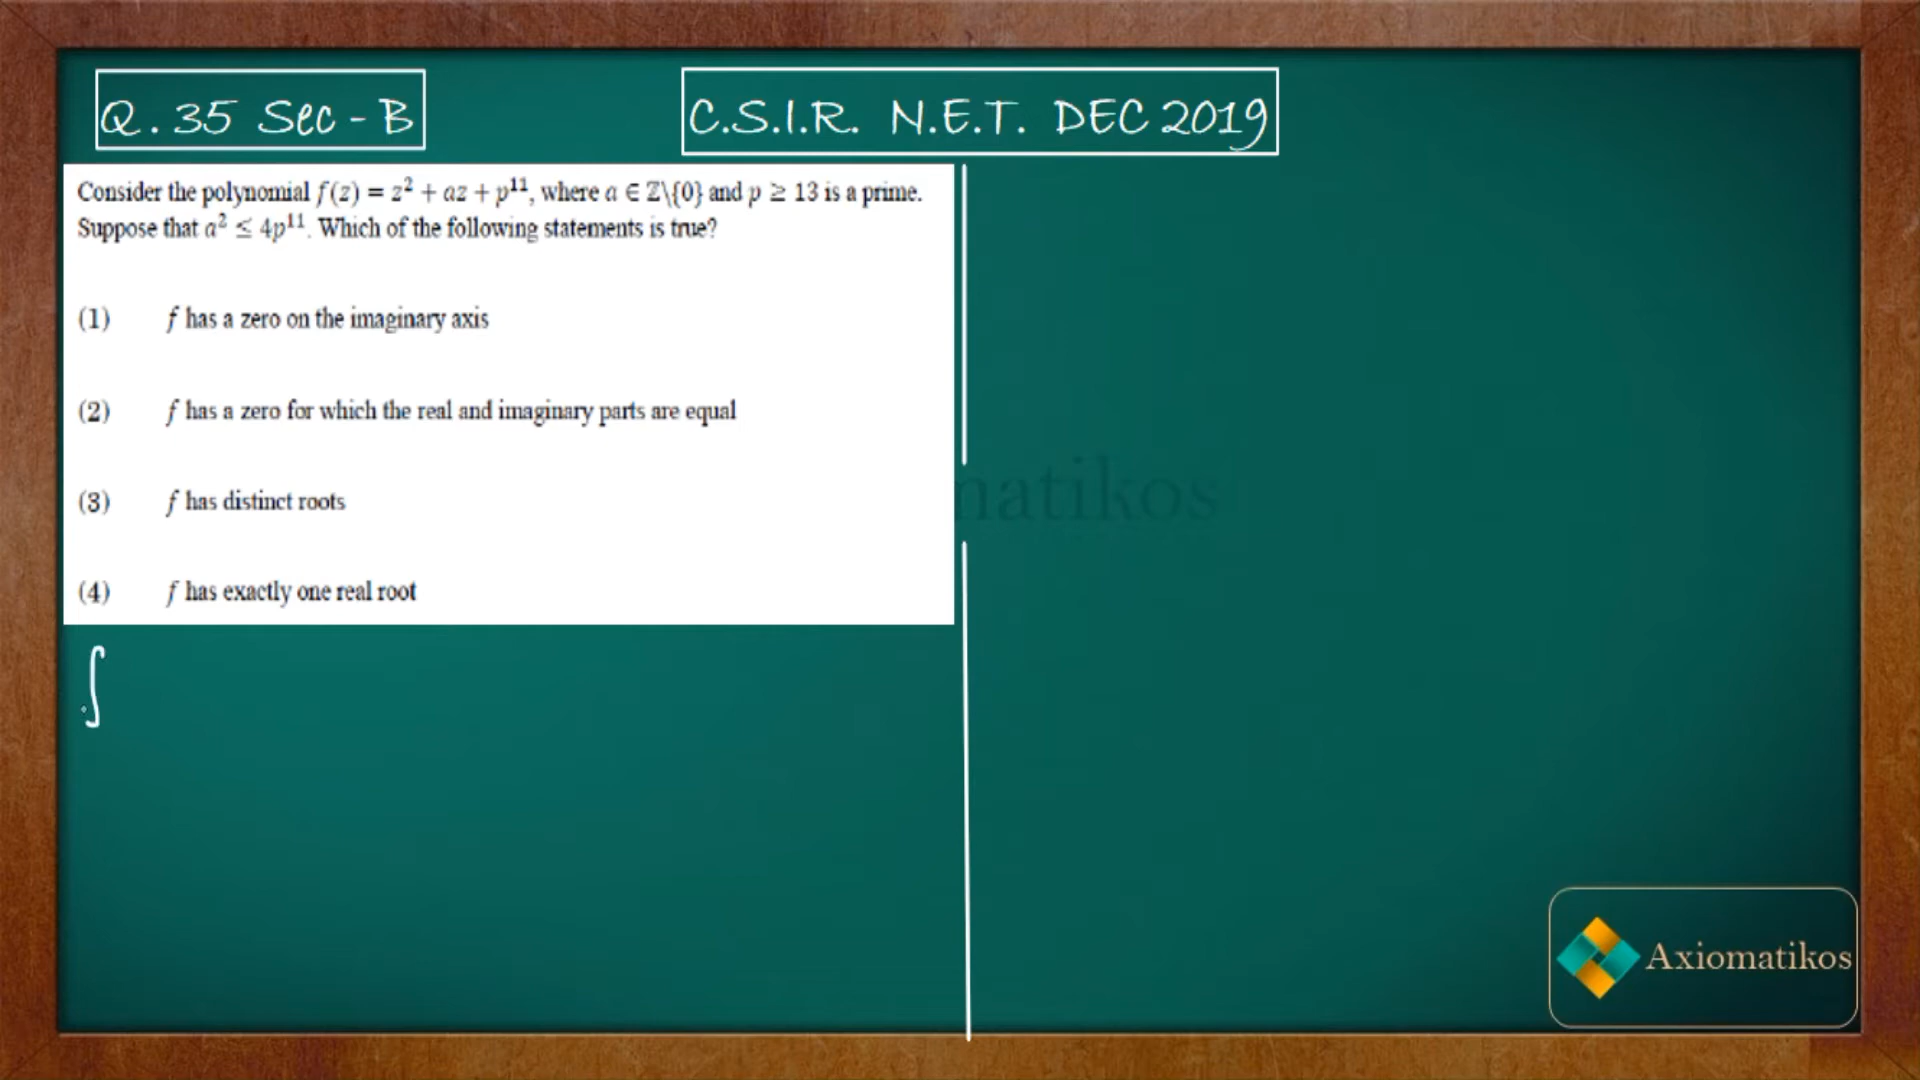 Q. 35 Sec - B
C.S.I.R. N.E.T. DEC 2019
Consider the polynomial f(z) = z² + az + p¹¹, where a ∈ ℤ\{0} and p ≥ 13 is a prime.
Suppose that a² ≤ 4p¹¹. Which of the following statements is true?
(1) f has a zero on the imaginary axis
(2) f has a zero for which the real and imaginary parts are equal
(3) f has distinct roots
(4) f has exactly one real root
matikos
∫
Axiomatikos